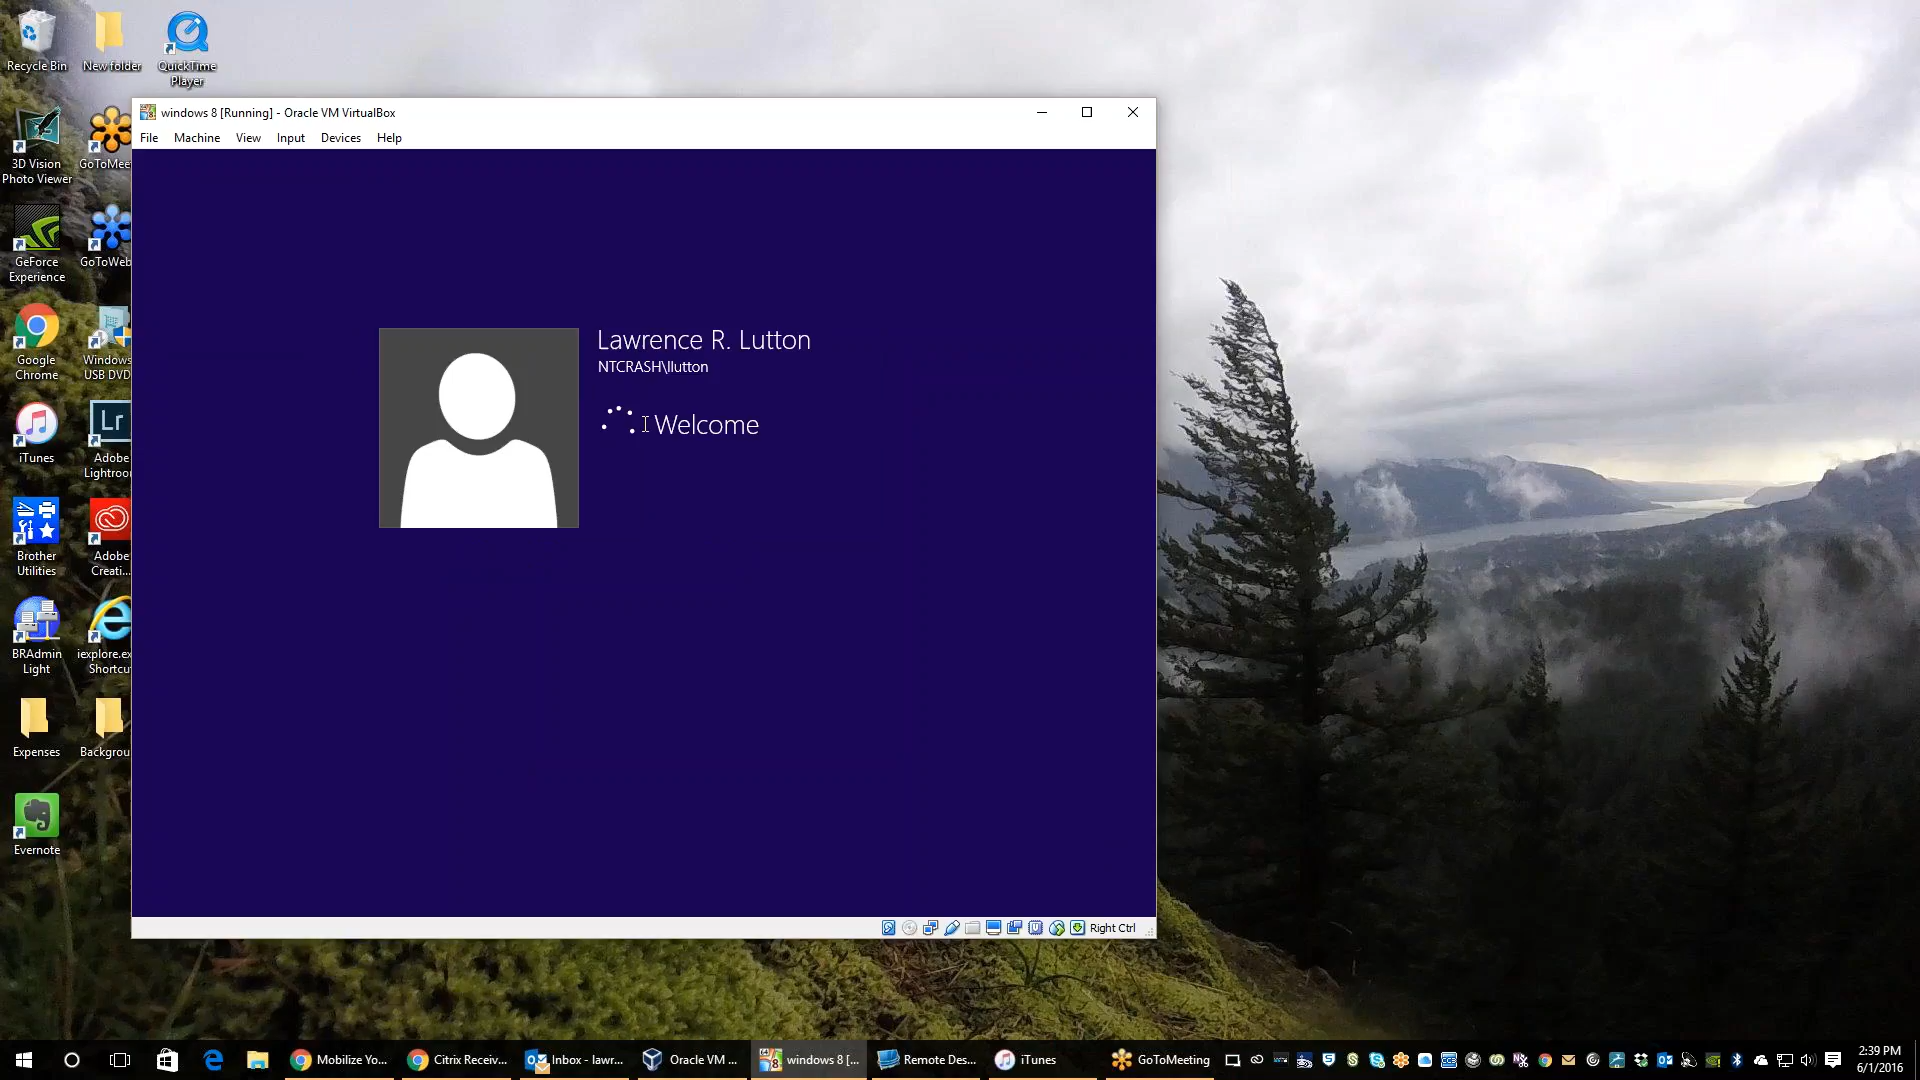 Recycle Bin
New folder
QuickTime Player
3D Vision Photo Viewer
GoToMee
GeForce Experience
GoToWeb
Google Chrome
Windows USB DVD
iTunes
Adobe Lightroo
Brother Utilities
Adobe Creati...
BRAdmin Light
iexplore.ex Shortcu
Expenses
Backgrou
Evernote
windows 8 [Running] - Oracle VM VirtualBox
File Machine View Input Devices Help
Lawrence R. Lutton
NTCRASH\llutton
Welcome
Right Ctrl
Mobilize Yo...
Citrix Receiv...
Inbox - lawr...
Oracle VM ...
windows 8 [...
Remote Des...
iTunes
GoToMeeting
2:39 PM
6/1/2016